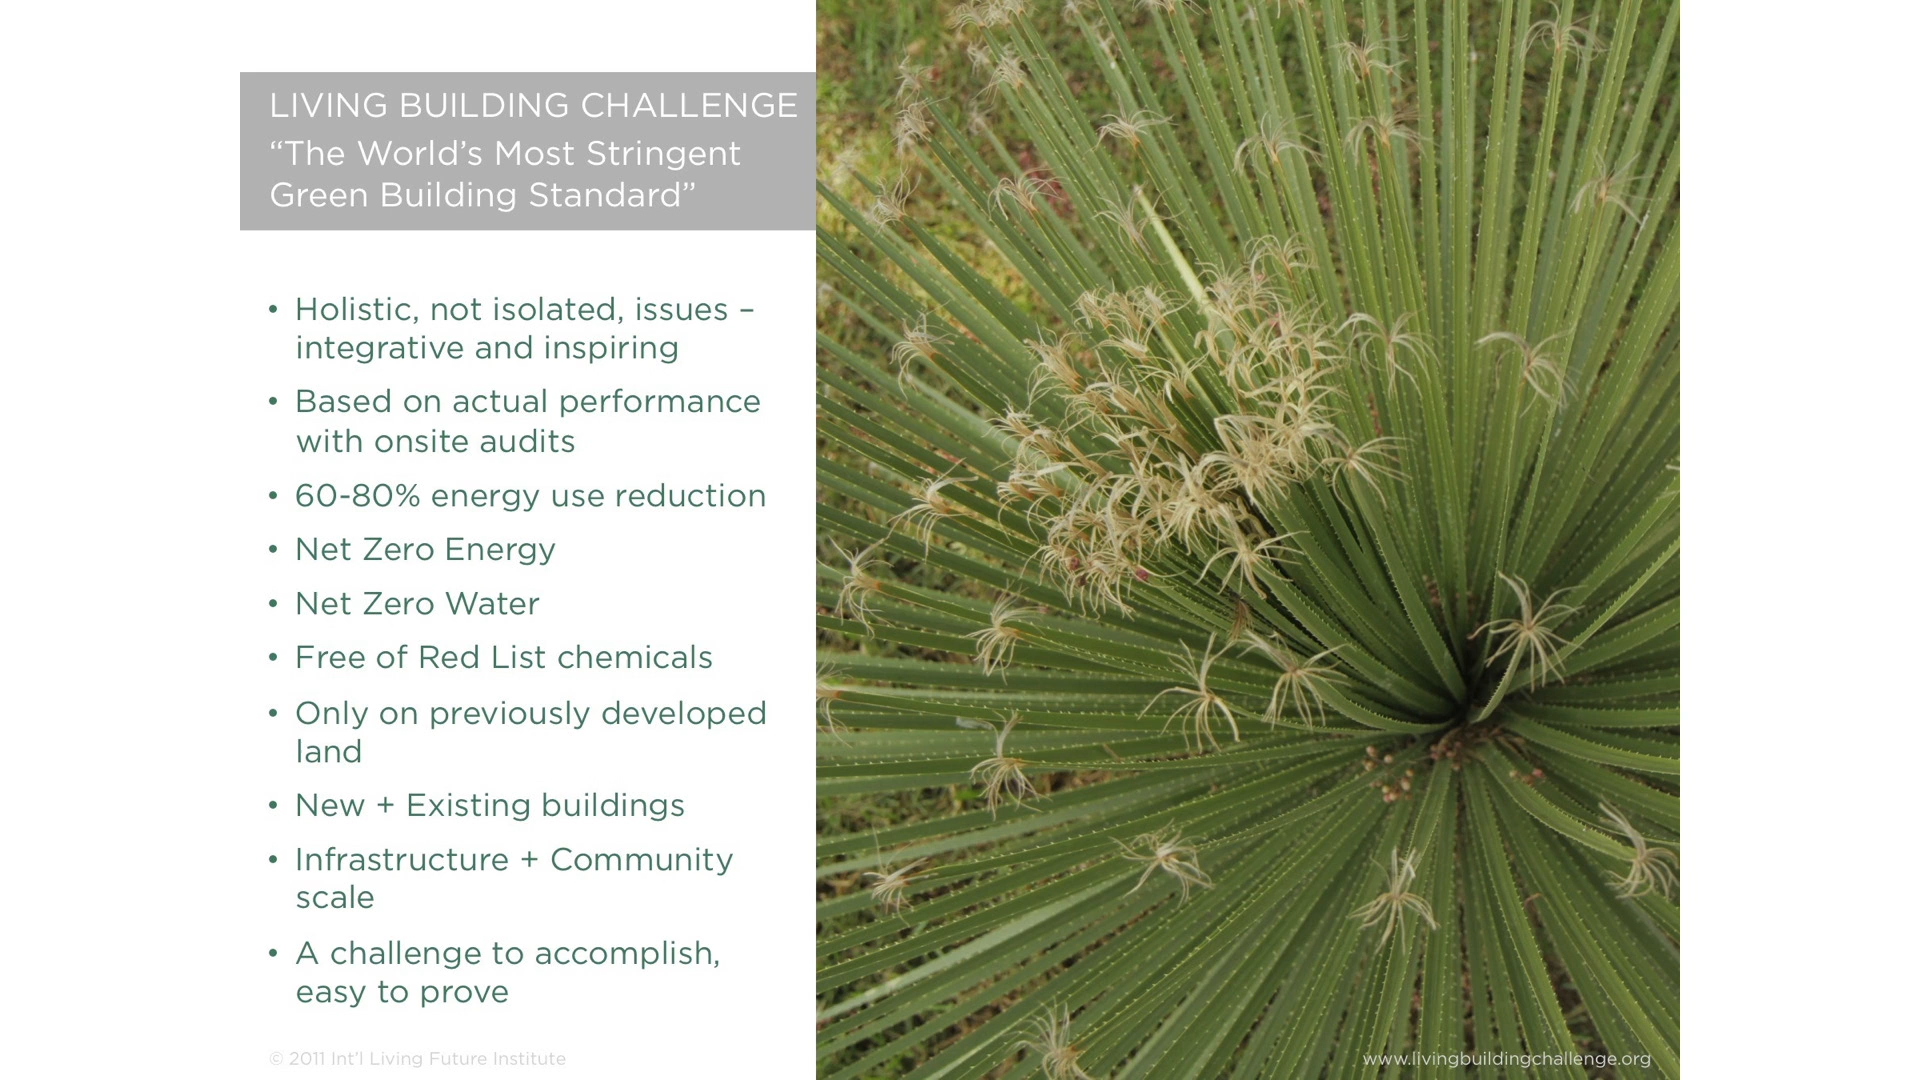 LIVING BUILDING CHALLENGE
“The World’s Most Stringent
Green Building Standard”
• Holistic, not isolated, issues –
integrative and inspiring
• Based on actual performance
with onsite audits
• 60-80% energy use reduction
• Net Zero Energy
• Net Zero Water
• Free of Red List chemicals
• Only on previously developed
land
• New + Existing buildings
• Infrastructure + Community
scale
• A challenge to accomplish,
easy to prove
© 2011 Int’l Living Future Institute
www.livingbuildingchallenge.org